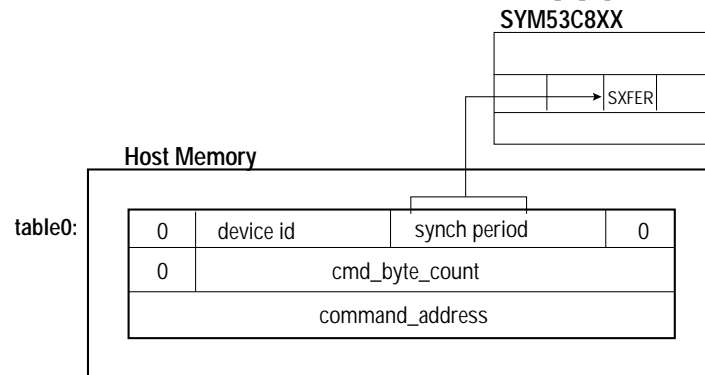 SYM53C8XX
SXFER
Host Memory
table0:
0 device id synch period 0
0 cmd_byte_count
command_address